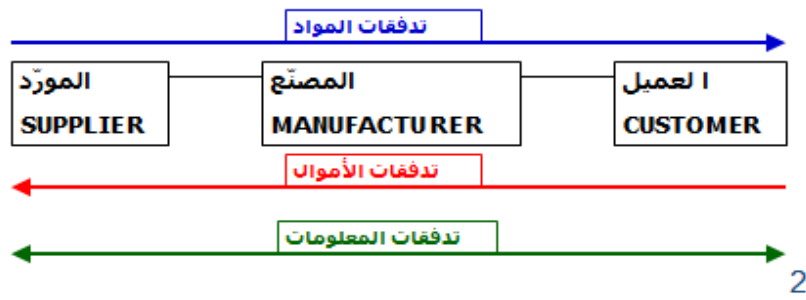 تدفقات المواد
المورّد
SUPPLIER
المصنّع
MANUFACTURER
ا لعميل
CUSTOMER
تدفقات الأموال
تدفقات المعلومات
2